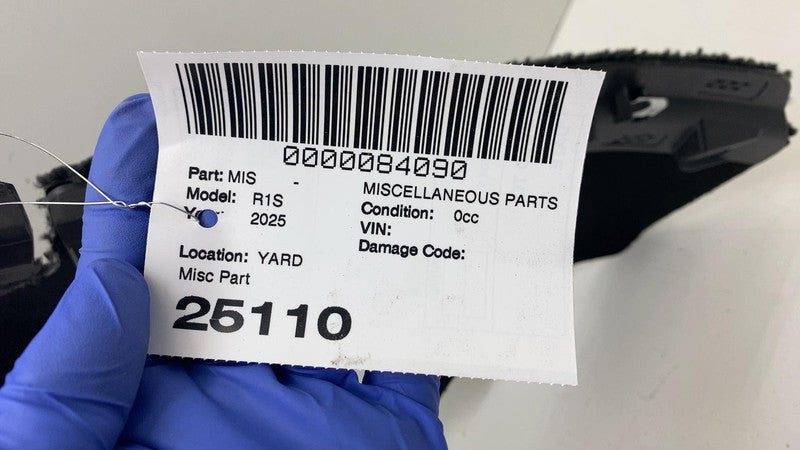 0000084090
Part: MIS -
MISCELLANEOUS PARTS
Model: R1S
Condition: 0cc
2025
VIN:
Damage Code:
Location: YARD
Misc Part
25110